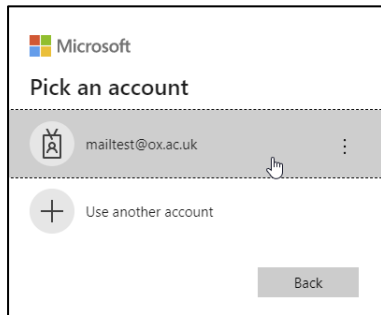 Microsoft
Pick an account
mailtest@ox.ac.uk
Use another account
Back